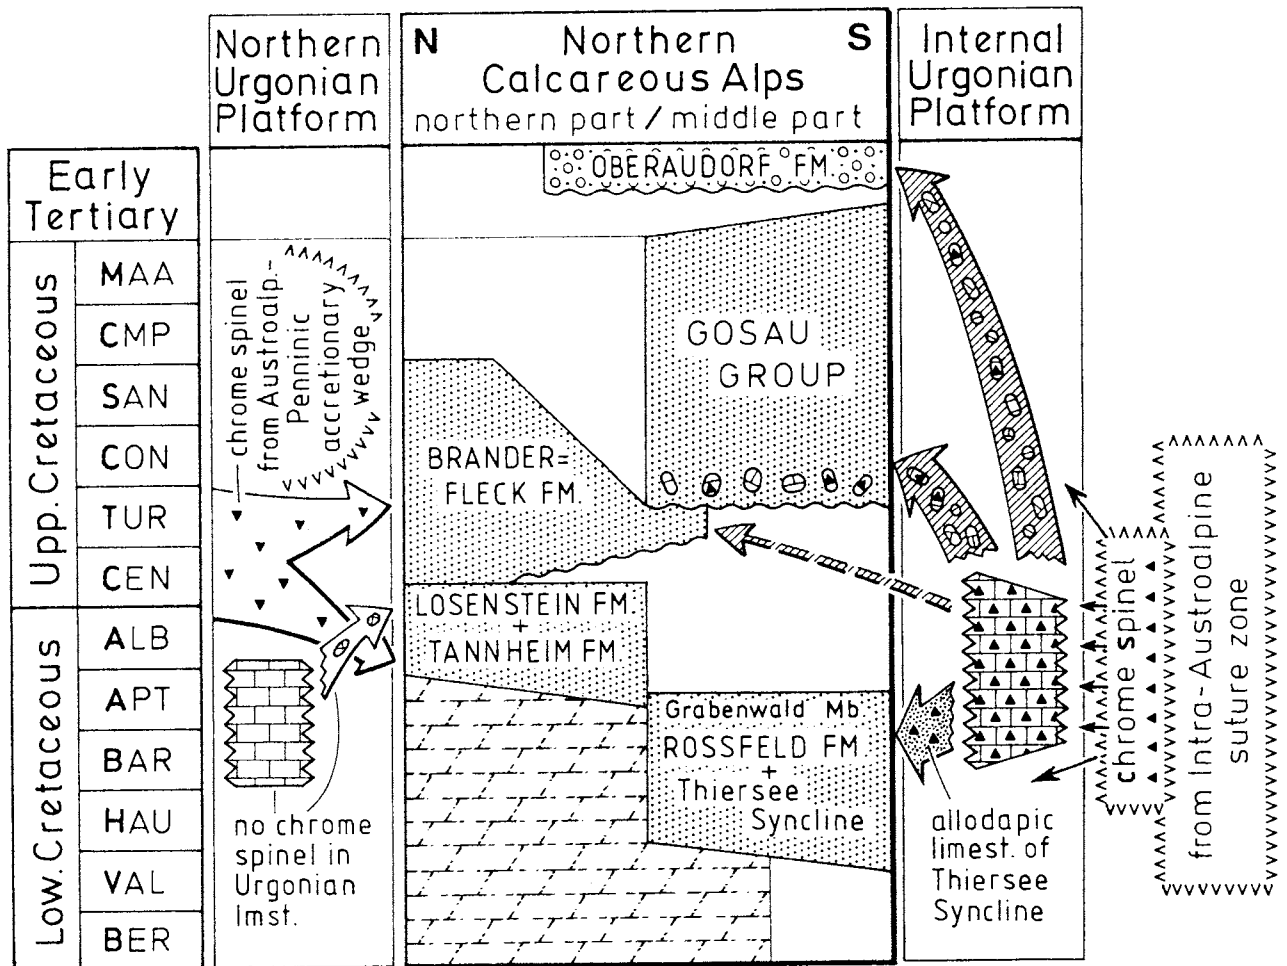 Northern
Urgonian
Platform
N
Northern
S
Calcareous Alps
northern part / middle part
Internal
Urgonian
Platform
Early
Tertiary
Upp. Cretaceous
MAA
CMP
SAN
CON
TUR
CEN
Low. Cretaceous
ALB
APT
BAR
HAU
VAL
BER
chrome spinel
from Austroalp.-
Penninic
accretionary
wedge
no chrome
spinel in
Urgonian
lmst.
OBERAUDORF FM.
GOSAU
GROUP
BRANDER=
FLECK FM.
LOSENSTEIN FM.
+
TANNHEIM FM.
Grabenwald Mb.
ROSSFELD FM.
+
Thiersee
Syncline
allodapic
limest. of
Thiersee
Syncline
chrome spinel
from Intra-Austroalpine
suture zone